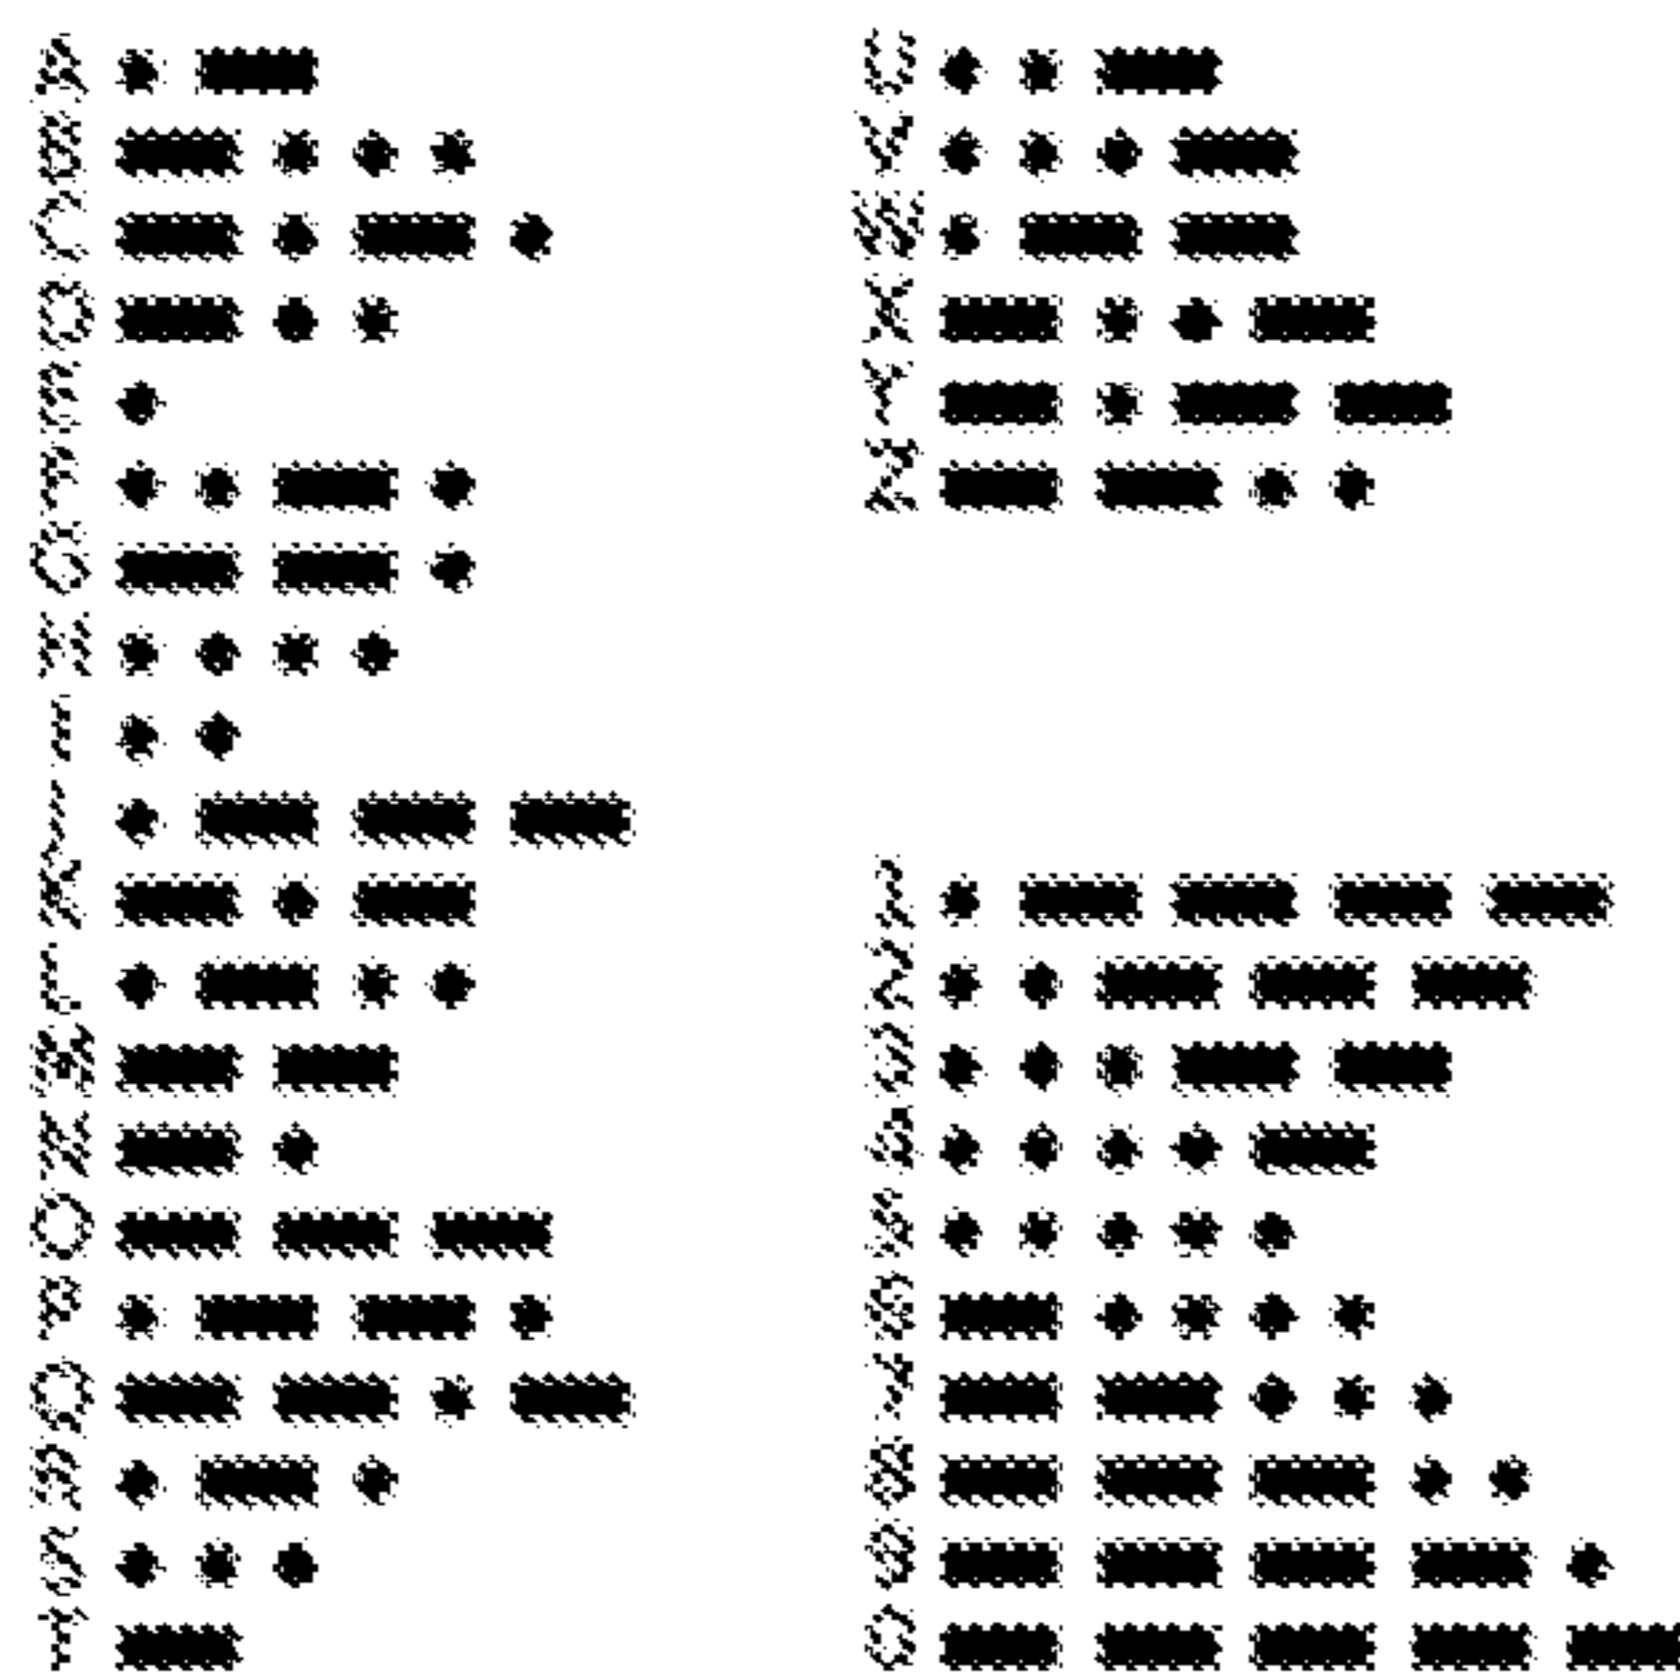 A • —
B — • • •
C — • — •
D — • •
E •
F • • — •
G — — •
H • • • •
I • •
J • — — —
K — • —
L • — • •
M — —
N — •
O — — —
P • — — •
Q — — • —
R • — •
S • • •
T —
U • • —
V • • • —
W • — —
X — • • —
Y — • — —
Z — — • •
1 • — — — —
2 • • — — —
3 • • • — —
4 • • • • —
5 • • • • •
6 — • • • •
7 — — • • •
8 — — — • •
9 — — — — •
0 — — — — —